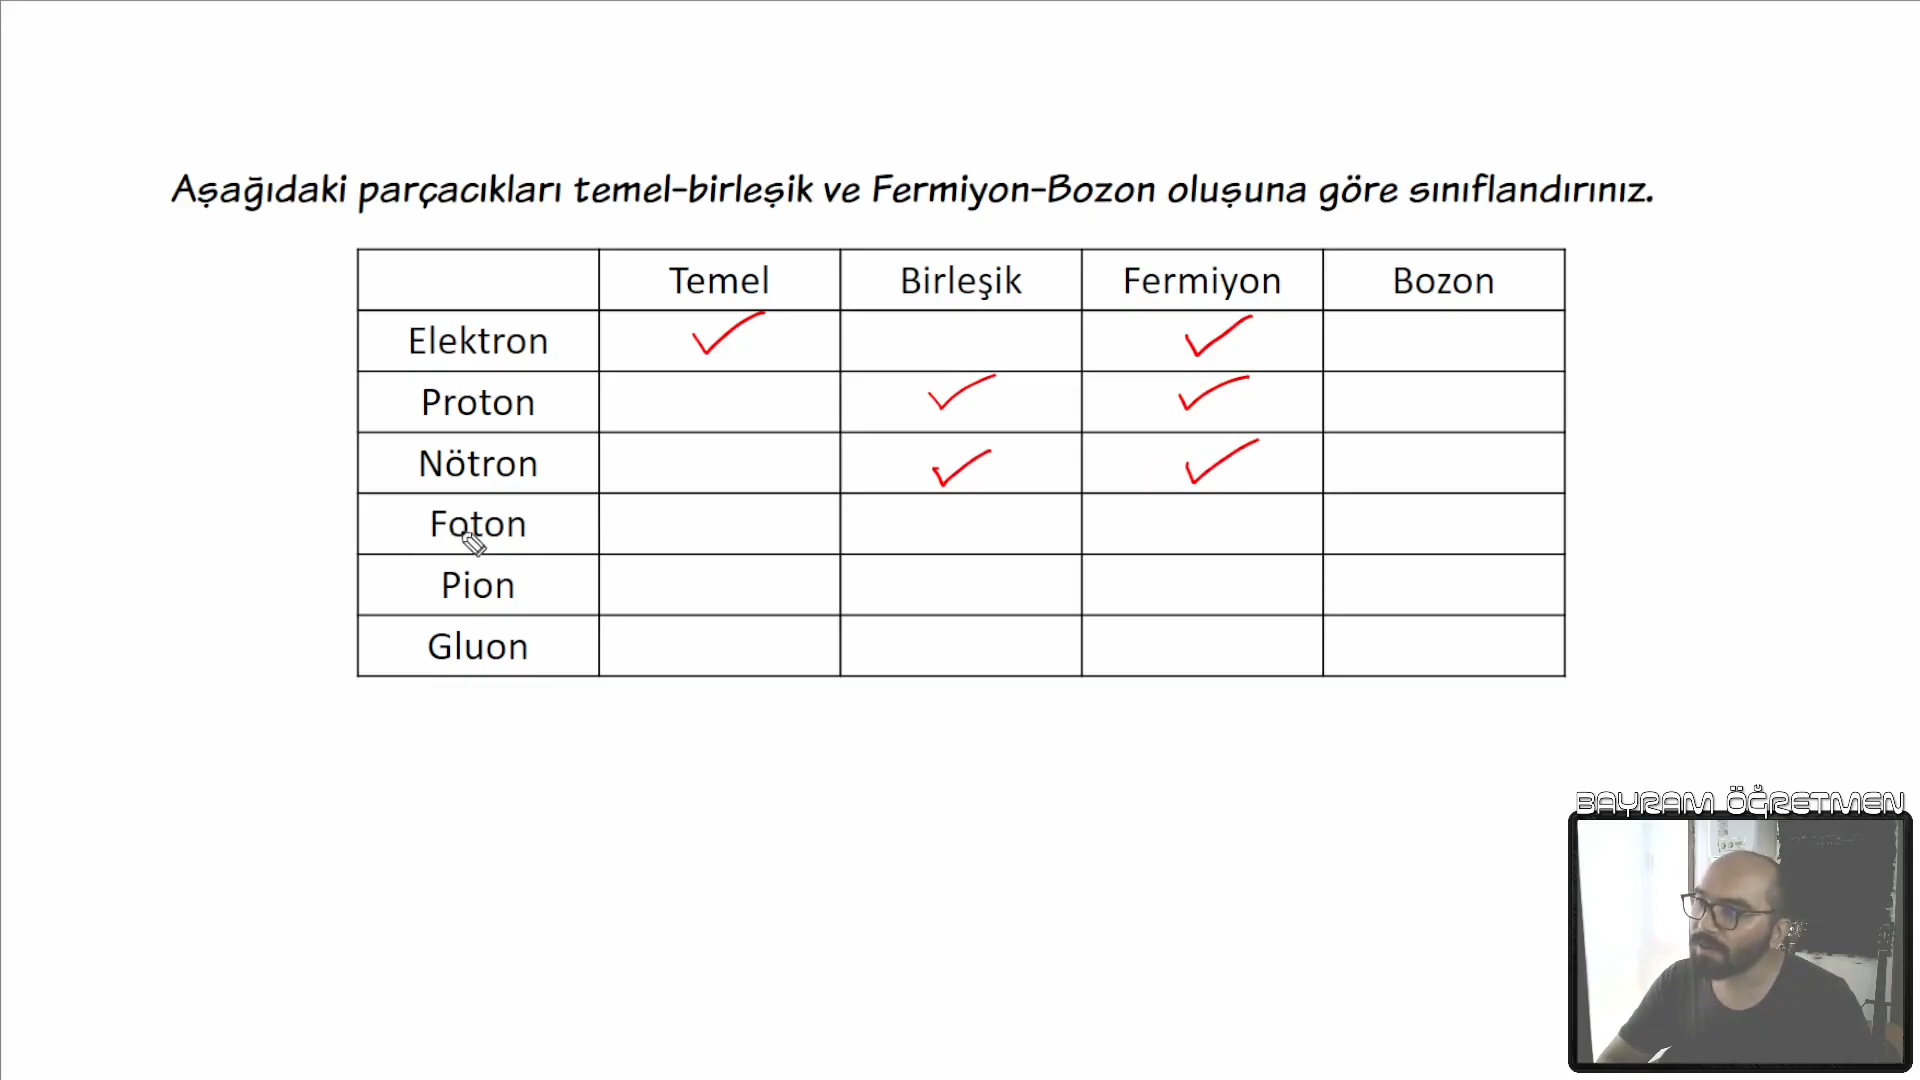 Aşağıdaki parçacıkları temel-birleşik ve Fermiyon-Bozon oluşuna göre sınıflandırınız.
Temel Birleşik Fermiyon Bozon
Elektron ✓ ✓
Proton ✓ ✓
Nötron ✓ ✓
Foton
Pion
Gluon
BAYRAM ÖĞRETMEN